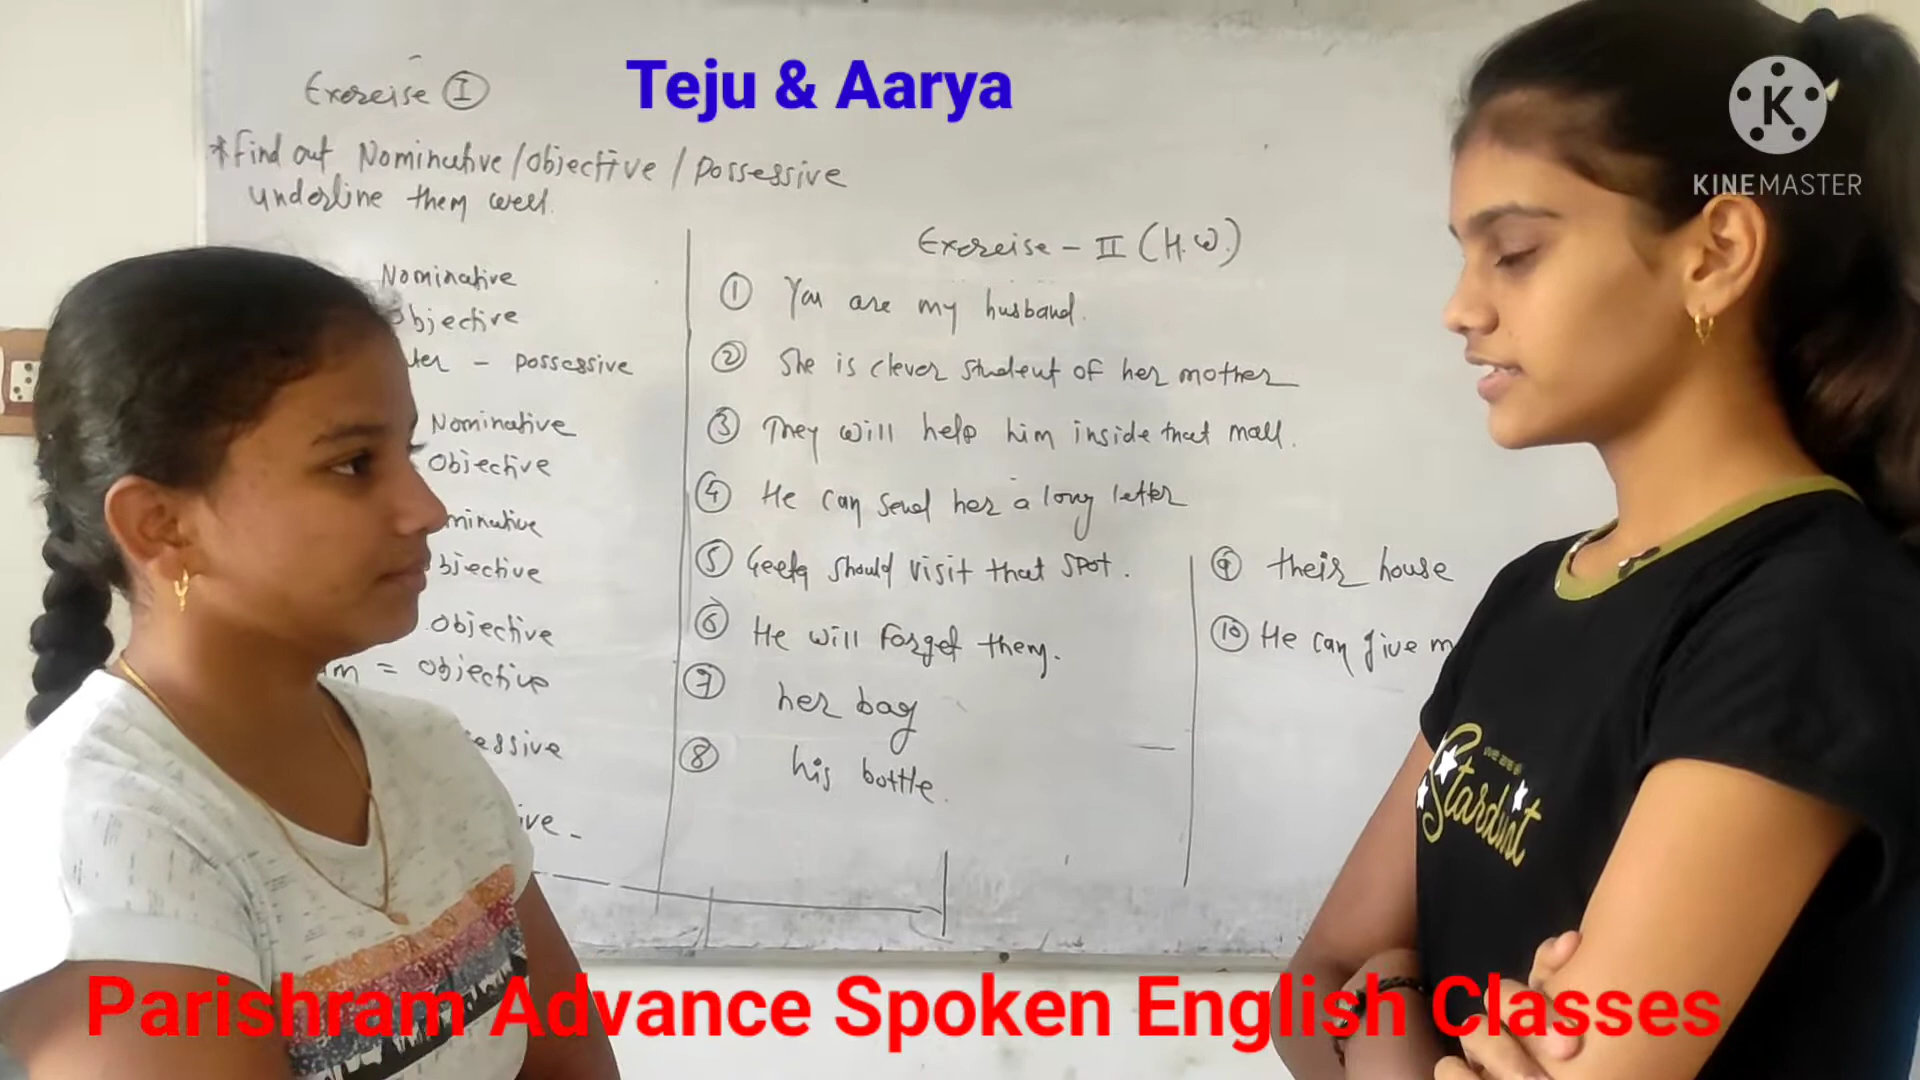 Teju & Aarya
K
KINEMASTER
Exercise I
*Find out Nominative/Objective/Possessive
underline them well.
Nominative
Objective
- Possessive
Nominative
Objective
Objective
= Objective
Exercise - II (H.W.)
① You are my husband.
② She is clever student of her mother
③ They will help him inside that mall.
④ He can send her a long letter
⑤ Geeta should visit that spot.
⑥ He will forget them.
⑦ her bag
⑧ his bottle.
⑨ their house
⑩ He can give
we are
Stardust
Parishram Advance Spoken English Classes